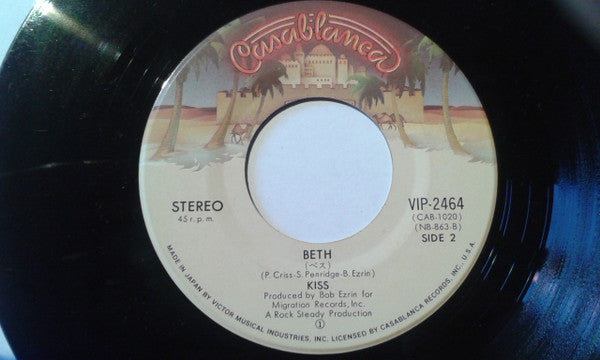 Casablanca
STEREO
45 r.p.m.
VIP-2464
(CAB-1020)
(NB-863-B)
SIDE 2
BETH
(ベス)
(P. Criss-S. Penridge-B. Ezrin)
KISS
Produced by Bob Ezrin for
Migration Records, Inc.
A Rock Steady Production
①
MADE IN JAPAN BY VICTOR MUSICAL INDUSTRIES, INC. LICENSED BY CASABLANCA RECORDS, INC., U.S.A.